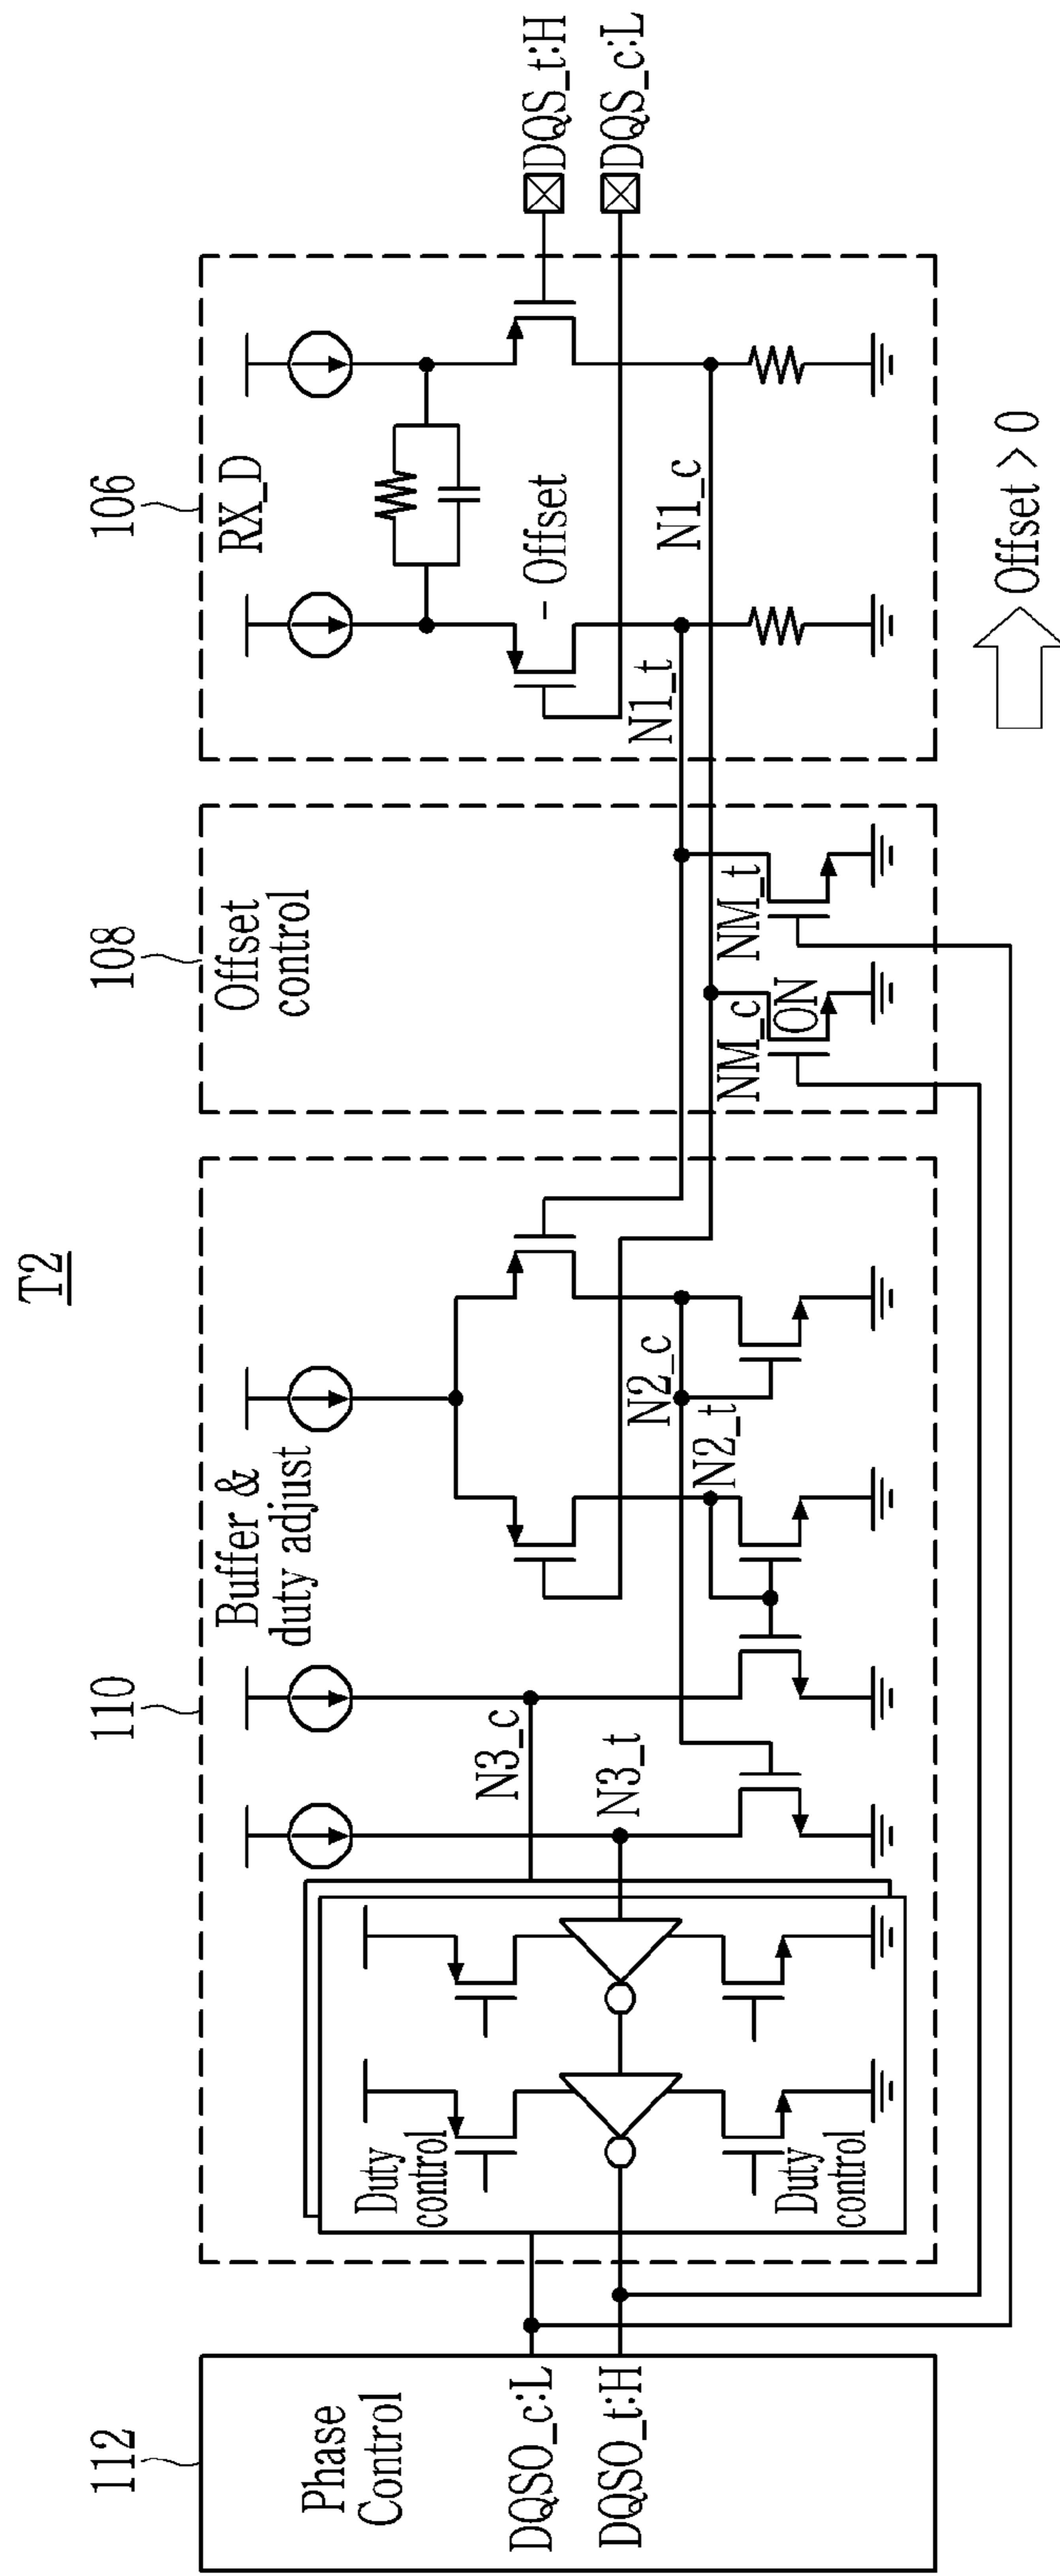 T2
112
110
108
106
Phase
Control
DQSO_c:L
DQSO_t:H
Buffer &
duty adjust
Duty
control
Duty
control
N3_c
N3_t
N2_c
N2_t
Offset
control
NM_c
ON
NM_t
RX_D
- Offset
N1_t
N1_c
DQS_t:H
DQS_c:L
Offset > 0